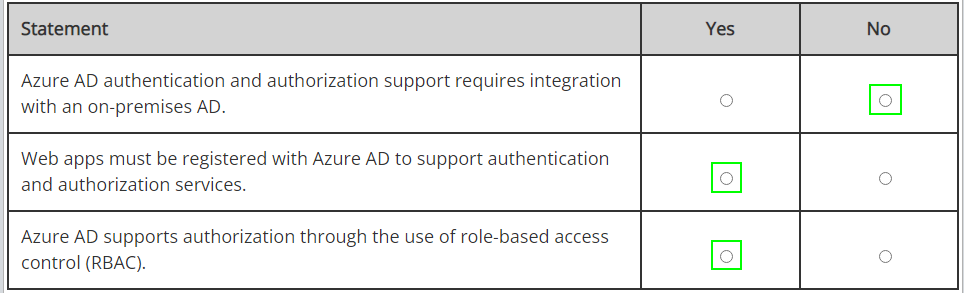 Statement Yes No
Azure AD authentication and authorization support requires integration
with an on-premises AD.
Web apps must be registered with Azure AD to support authentication
and authorization services.
Azure AD supports authorization through the use of role-based access
control (RBAC).